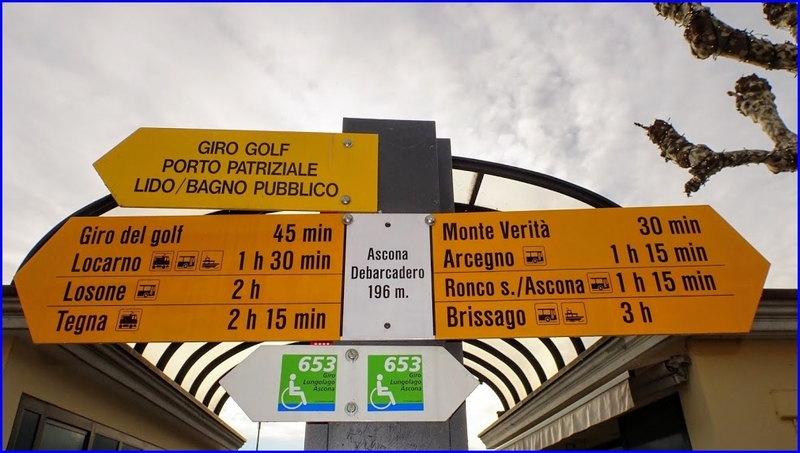 GIRO GOLF
PORTO PATRIZIALE
LIDO/BAGNO PUBBLICO
Giro del golf 45 min
Locarno 1 h 30 min
Losone 2 h
Tegna 2 h 15 min
Ascona
Debarcadero
196 m.
Monte Verità 30 min
Arcegno 1 h 15 min
Ronco s./Ascona 1 h 15 min
Brissago 3 h
653
Giro
Lungolago
Ascona
653
Giro
Lungolago
Ascona